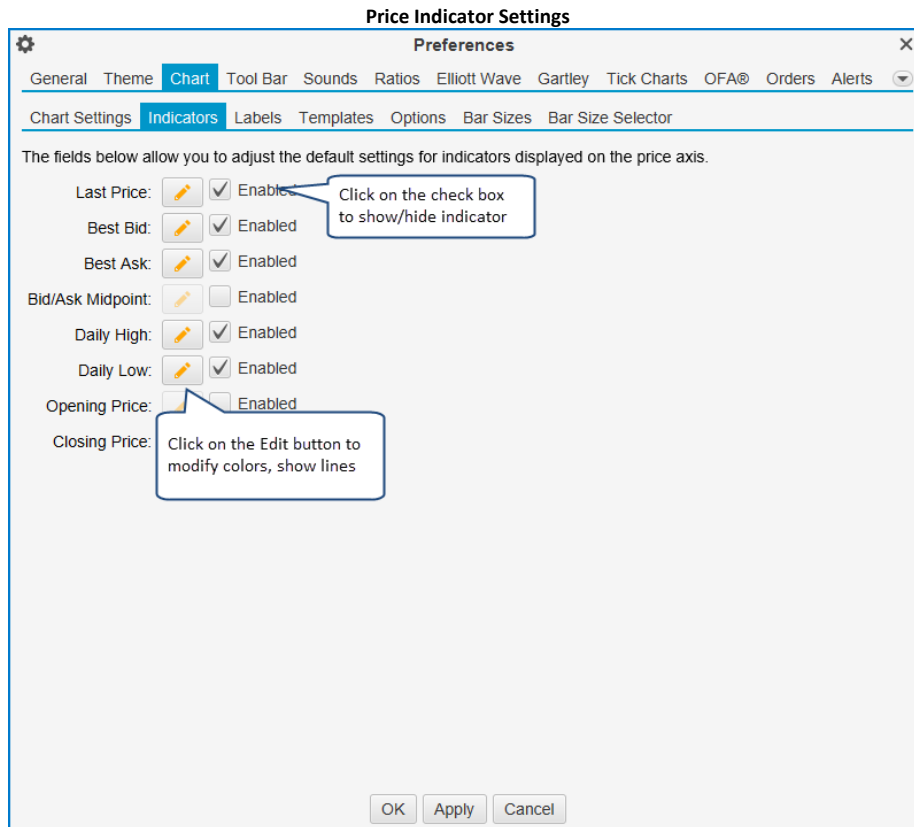 Price Indicator Settings
Preferences
General Theme Chart Tool Bar Sounds Ratios Elliott Wave Gartley Tick Charts OFA® Orders Alerts
Chart Settings Indicators Labels Templates Options Bar Sizes Bar Size Selector
The fields below allow you to adjust the default settings for indicators displayed on the price axis.
Last Price: Enabled
Click on the check box
to show/hide indicator
Best Bid: Enabled
Best Ask: Enabled
Bid/Ask Midpoint: Enabled
Daily High: Enabled
Daily Low: Enabled
Opening Price: Enabled
Closing Price:
Click on the Edit button to
modify colors, show lines
OK Apply Cancel